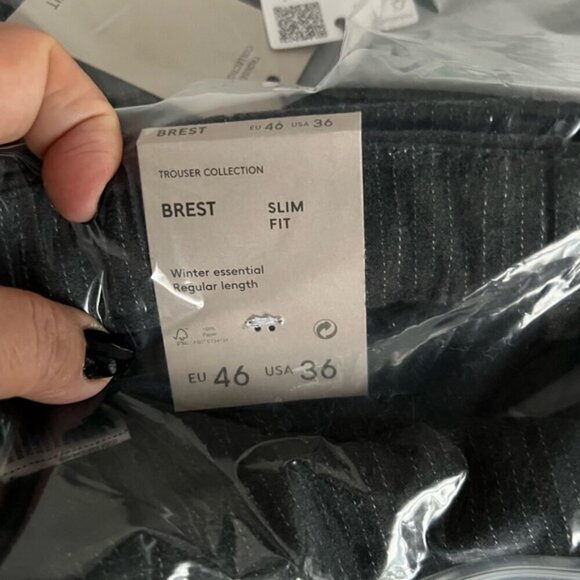 BREST EU 46 USA 36
TROUSER COLLECTION
BREST SLIM
FIT
Winter essential
Regular length
EU 46 USA 36